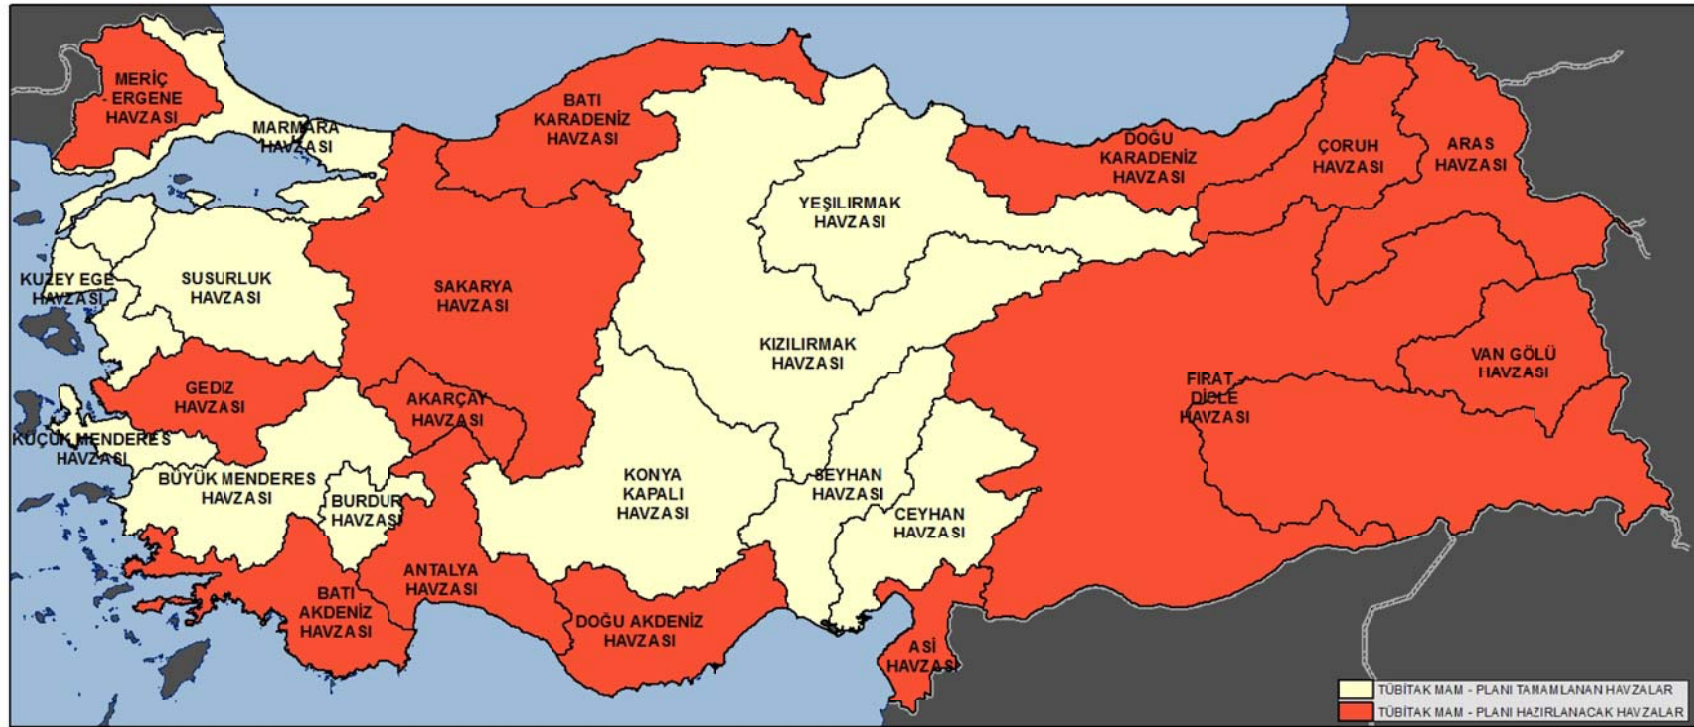 MERİÇ
- ERGENE
HAVZASI
MARMARA
HAVZASI
BATI
KARADENİZ
HAVZASI
DOĞU
KARADENİZ
HAVZASI
ÇORUH
HAVZASI
ARAS
HAVZASI
YEŞILIRMAK
HAVZASI
KUZEY EGE
HAVZASI
SUSURLUK
HAVZASI
SAKARYA
HAVZASI
KIZILIRMAK
HAVZASI
VAN GÖLÜ
HAVZASI
GEDIZ
HAVZASI
AKARÇAY
HAVZASI
FIRAT-
DİCLE
HAVZASI
KÜÇÜK MENDERES
HAVZASI
BÜYÜK MENDERES
HAVZASI
BURDUR
HAVZASI
KONYA
KAPALI
HAVZASI
SEYHAN
HAVZASI
CEYHAN
HAVZASI
BATI
AKDENİZ
HAVZASI
ANTALYA
HAVZASI
DOĞU AKDENİZ
HAVZASI
ASİ
HAVZASI
TÜBİTAK MAM - PLANI TAMAMLANAN HAVZALAR
TÜBİTAK MAM - PLANI HAZIRLANACAK HAVZALAR